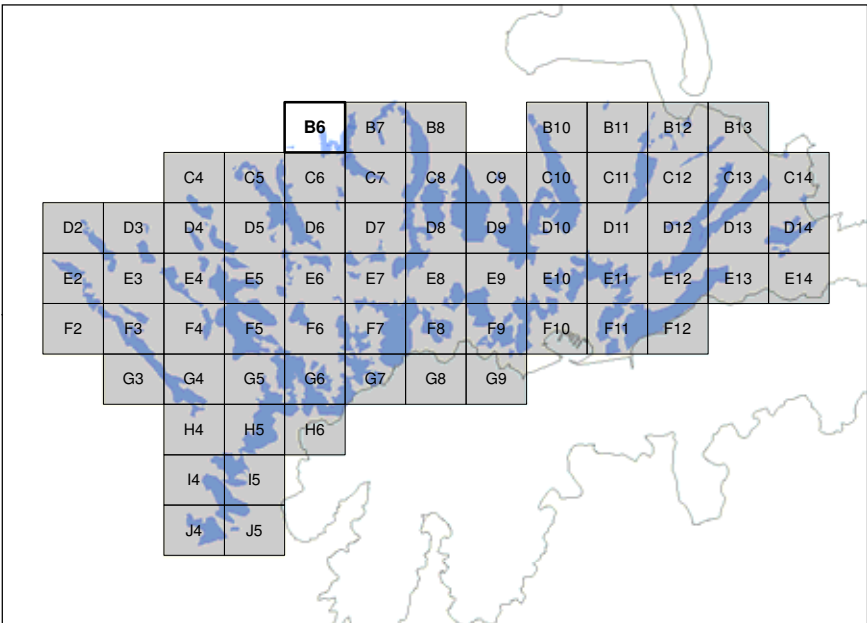 B6 B7 B8 B10 B11 B12 B13
C4 C5 C6 C7 C8 C9 C10 C11 C12 C13 C14
D2 D3 D4 D5 D6 D7 D8 D9 D10 D11 D12 D13 D14
E2 E3 E4 E5 E6 E7 E8 E9 E10 E11 E12 E13 E14
F2 F3 F4 F5 F6 F7 F8 F9 F10 F11 F12
G3 G4 G5 G6 G7 G8 G9
H4 H5 H6
I4 I5
J4 J5